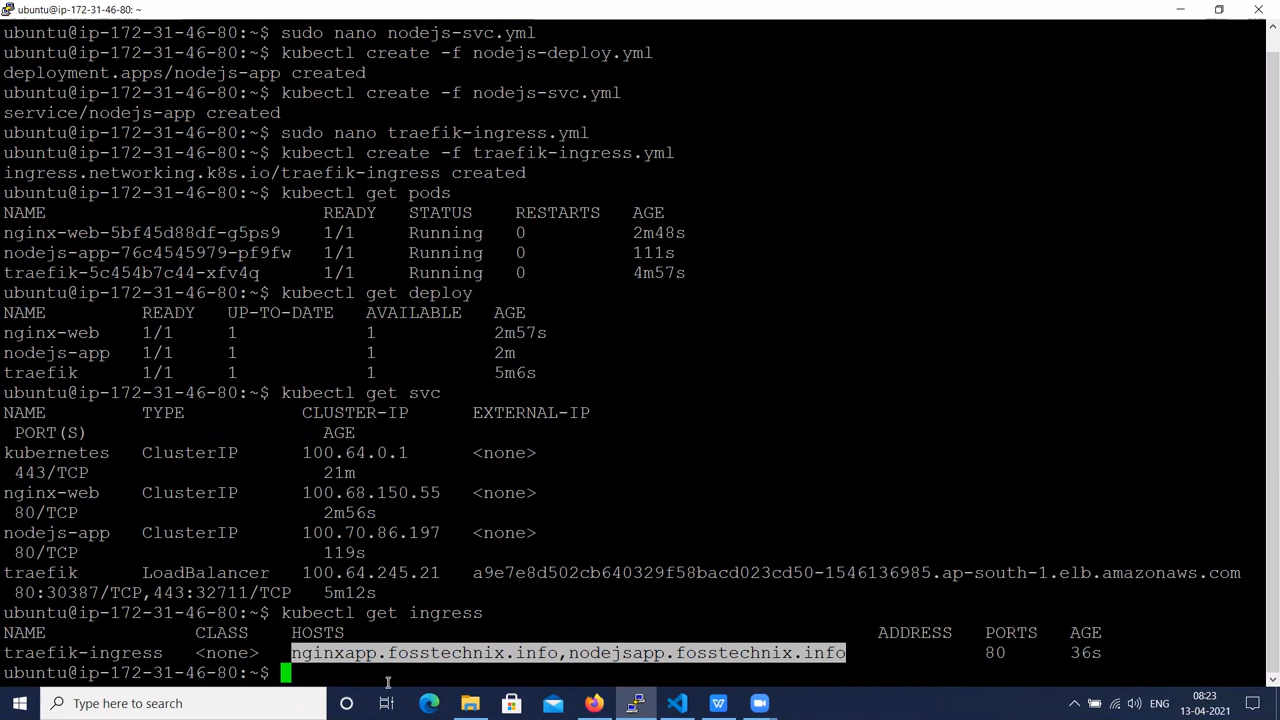 ubuntu@ip-172-31-46-80: ~
ubuntu@ip-172-31-46-80:~$ sudo nano nodejs-svc.yml
ubuntu@ip-172-31-46-80:~$ kubectl create -f nodejs-deploy.yml
deployment.apps/nodejs-app created
ubuntu@ip-172-31-46-80:~$ kubectl create -f nodejs-svc.yml
service/nodejs-app created
ubuntu@ip-172-31-46-80:~$ sudo nano traefik-ingress.yml
ubuntu@ip-172-31-46-80:~$ kubectl create -f traefik-ingress.yml
ingress.networking.k8s.io/traefik-ingress created
ubuntu@ip-172-31-46-80:~$ kubectl get pods
NAME READY STATUS RESTARTS AGE
nginx-web-5bf45d88df-g5ps9 1/1 Running 0 2m48s
nodejs-app-76c4545979-pf9fw 1/1 Running 0 111s
traefik-5c454b7c44-xfv4q 1/1 Running 0 4m57s
ubuntu@ip-172-31-46-80:~$ kubectl get deploy
NAME READY UP-TO-DATE AVAILABLE AGE
nginx-web 1/1 1 1 2m57s
nodejs-app 1/1 1 1 2m
traefik 1/1 1 1 5m6s
ubuntu@ip-172-31-46-80:~$ kubectl get svc
NAME TYPE CLUSTER-IP EXTERNAL-IP
PORT(S) AGE
kubernetes ClusterIP 100.64.0.1 <none>
443/TCP 21m
nginx-web ClusterIP 100.68.150.55 <none>
80/TCP 2m56s
nodejs-app ClusterIP 100.70.86.197 <none>
80/TCP 119s
traefik LoadBalancer 100.64.245.21 a9e7e8d502cb640329f58bacd023cd50-1546136985.ap-south-1.elb.amazonaws.com
80:30387/TCP,443:32711/TCP 5m12s
ubuntu@ip-172-31-46-80:~$ kubectl get ingress
NAME CLASS HOSTS ADDRESS PORTS AGE
traefik-ingress <none> nginxapp.fosstechnix.info,nodejsapp.fosstechnix.info 80 36s
ubuntu@ip-172-31-46-80:~$
Type here to search
ENG
08:23
13-04-2021